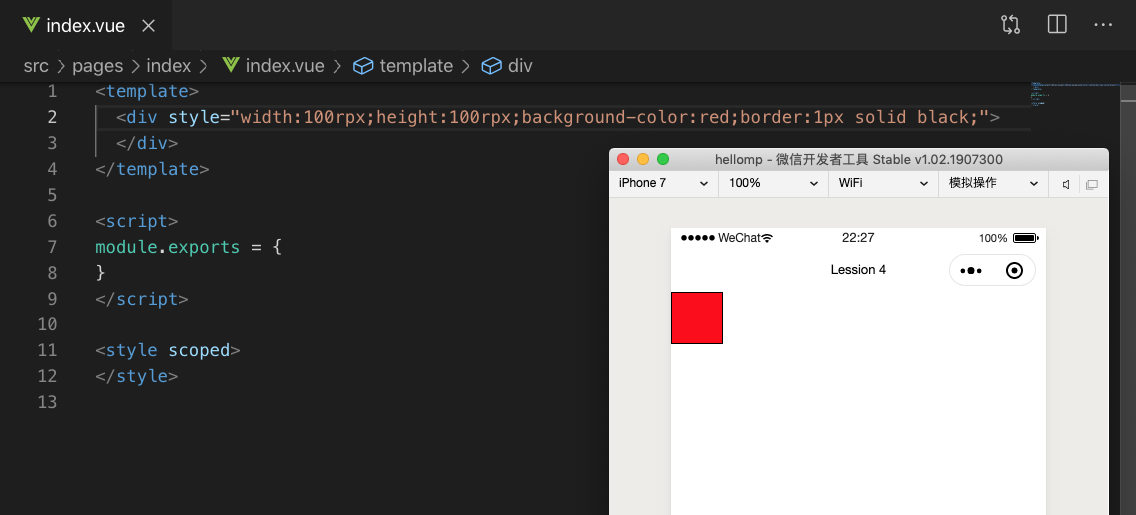 index.vue
src > pages > index > index.vue > template > div
1 <template>
2 <div style="width:100rpx;height:100rpx;background-color:red;border:1px solid black;">
3 </div>
4 </template>
5
6 <script>
7 module.exports = {
8 }
9 </script>
10
11 <style scoped>
12 </style>
13
hellomp - 微信开发者工具 Stable v1.02.1907300
iPhone 7 100% WiFi 模拟操作
WeChat 22:27 100%
Lession 4